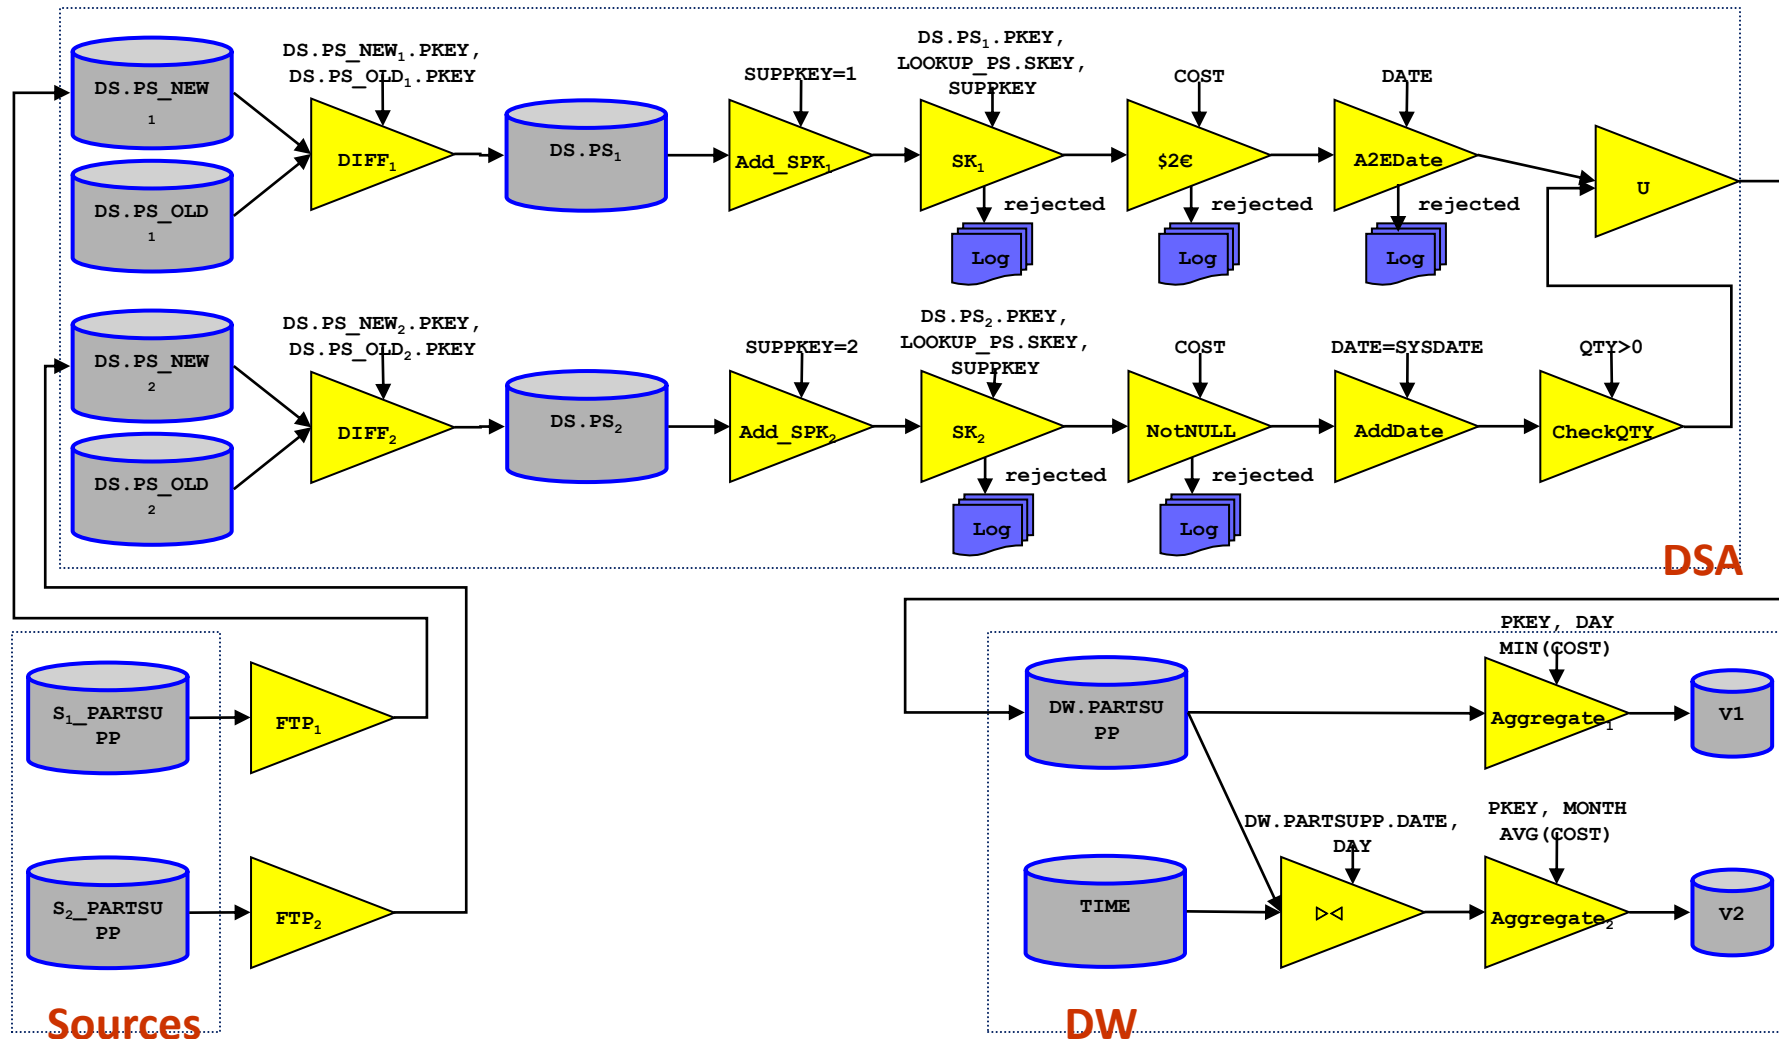 DS.PS_NEW
1
DS.PS_OLD
1
DS.PS_NEW₁.PKEY,
DS.PS_OLD₁.PKEY
DIFF₁
DS.PS₁
SUPPKEY=1
Add_SPK₁
DS.PS₁.PKEY,
LOOKUP_PS.SKEY,
SUPPKEY
SK₁
rejected
Log
COST
$2€
rejected
Log
DATE
A2EDate
rejected
Log
U
DS.PS_NEW
2
DS.PS_OLD
2
DS.PS_NEW₂.PKEY,
DS.PS_OLD₂.PKEY
DIFF₂
DS.PS₂
SUPPKEY=2
Add_SPK₂
DS.PS₂.PKEY,
LOOKUP_PS.SKEY,
SUPPKEY
SK₂
rejected
Log
COST
NotNULL
rejected
Log
DATE=SYSDATE
AddDate
QTY>0
CheckQTY
DSA
S₁_PARTSU
PP
FTP₁
S₂_PARTSU
PP
FTP₂
Sources
DW.PARTSU
PP
PKEY, DAY
MIN(COST)
Aggregate₁
V1
TIME
DW.PARTSUPP.DATE,
DAY
▷◁
PKEY, MONTH
AVG(COST)
Aggregate₂
V2
DW